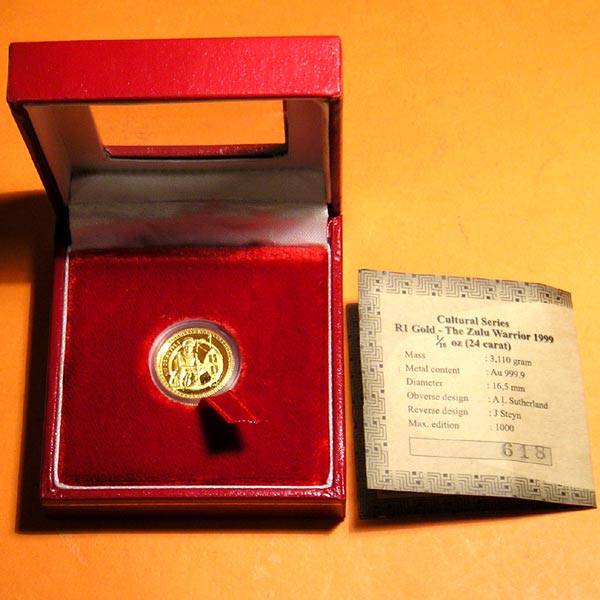 Cultural Series
R1 Gold - The Zulu Warrior 1999
1/10 oz (24 carat)
Mass : 3,110 gram
Metal content : Au 999,9
Diameter : 16,5 mm
Obverse design : A L Sutherland
Reverse design : J Steyn
Max. edition : 1000
618